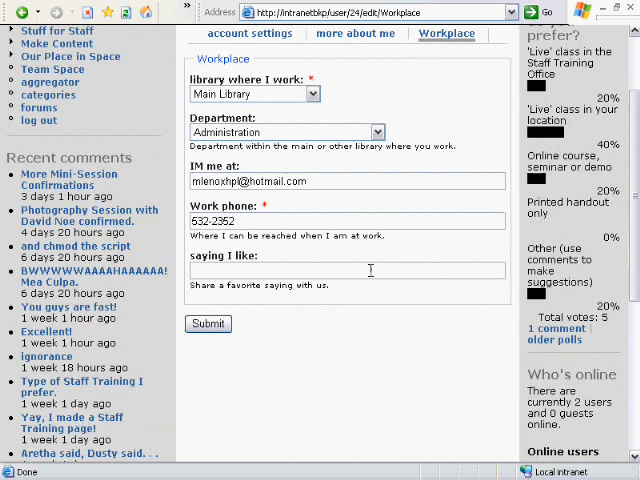 Address
http://intranetbkp/user/24/edit/Workplace
Go
Stuff for Staff
Make Content
Our Place in Space
Team Space
aggregator
categories
forums
log out
Recent comments
More Mini-Session
Confirmations
3 days 1 hour ago
Photography Session with
David Noe confirmed.
4 days 20 hours ago
and chmod the script
6 days 20 hours ago
BWWWWWAAAAHAAAAAA!
Mea Culpa.
6 days 20 hours ago
You guys are fast!
1 week 1 hour ago
Excellent!
1 week 1 hour ago
ignorance
1 week 18 hours ago
Type of Staff Training I
prefer.
1 week 1 day ago
Yay, I made a Staff
Training page!
1 week 1 day ago
Aretha said, Dusty said. . .
account settings
more about me
Workplace
Workplace
library where I work: *
Main Library
Department:
Administration
Department within the main or other library where you work.
IM me at:
mlenoxhpl@hotmail.com
Work phone: *
532-2352
Where I can be reached when I am at work.
saying I like:
Share a favorite saying with us.
Submit
prefer?
'Live' class in the
Staff Training
Office
20%
'Live' class in your
location
40%
Online course,
seminar or demo
20%
Printed handout
only
0%
Other (use
comments to
make
suggestions)
20%
Total votes: 5
1 comment
older polls
Who's online
There are
currently 2 users
and 0 guests
online.
Online users
Done
Local intranet